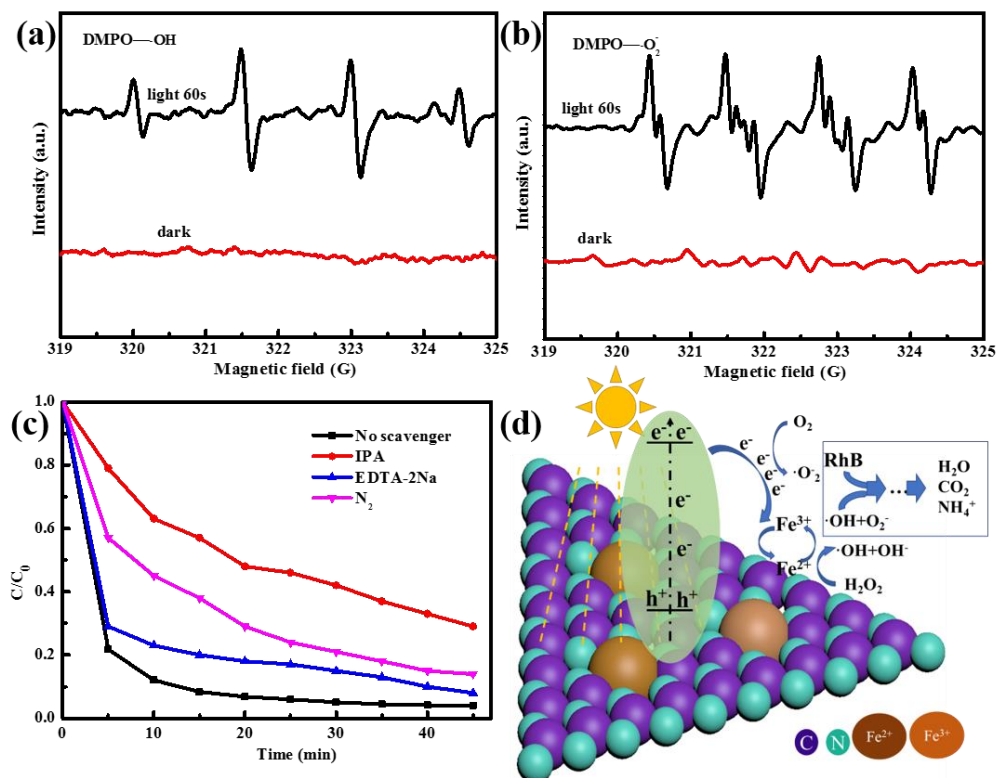 (a)
DMPO—-OH
light 60s
dark
Intensity (a.u.)
319 320 321 322 323 324 325
Magnetic field (G)
(b)
DMPO—-O₂⁻
light 60s
dark
Intensity (a.u.)
319 320 321 322 323 324 325
Magnetic field (G)
(c)
No scavenger
IPA
EDTA-2Na
N₂
C/C₀
1.0
0.8
0.6
0.4
0.2
0.0
0 10 20 30 40
Time (min)
(d)
e⁻ e⁻
e⁻
e⁻
h⁺ h⁺
e⁻
e⁻
e⁻
e⁻
O₂
·O⁻₂
Fe³⁺
Fe²⁺
·OH+OH⁻
H₂O₂
RhB
·OH+O₂⁻
...
H₂O
CO₂
NH₄⁺
C N Fe²⁺ Fe³⁺